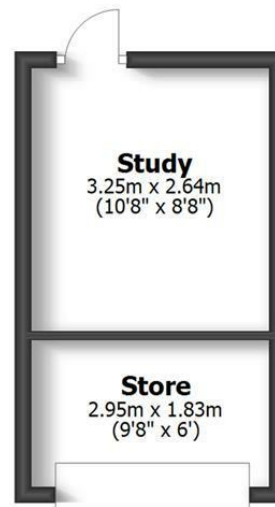 Study
3.25m x 2.64m
(10'8" x 8'8")
Store
2.95m x 1.83m
(9'8" x 6')